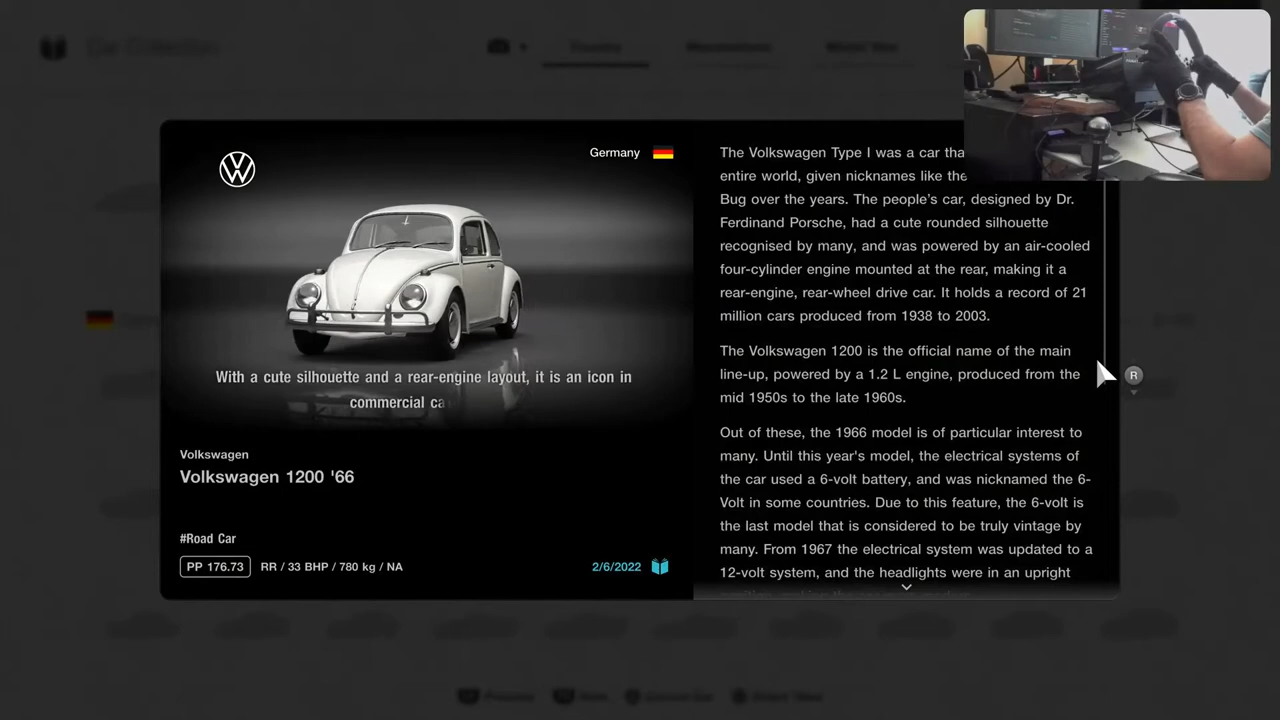 Germany
With a cute silhouette and a rear-engine layout, it is an icon in
commercial ca
Volkswagen
Volkswagen 1200 '66
#Road Car
PP 176.73
RR / 33 BHP / 780 kg / NA
2/6/2022
The Volkswagen Type I was a car tha
entire world, given nicknames like the
Bug over the years. The people's car, designed by Dr.
Ferdinand Porsche, had a cute rounded silhouette
recognised by many, and was powered by an air-cooled
four-cylinder engine mounted at the rear, making it a
rear-engine, rear-wheel drive car. It holds a record of 21
million cars produced from 1938 to 2003.
The Volkswagen 1200 is the official name of the main
line-up, powered by a 1.2 L engine, produced from the
mid 1950s to the late 1960s.
Out of these, the 1966 model is of particular interest to
many. Until this year's model, the electrical systems of
the car used a 6-volt battery, and was nicknamed the 6-
Volt in some countries. Due to this feature, the 6-volt is
the last model that is considered to be truly vintage by
many. From 1967 the electrical system was updated to a
12-volt system, and the headlights were in an upright
R